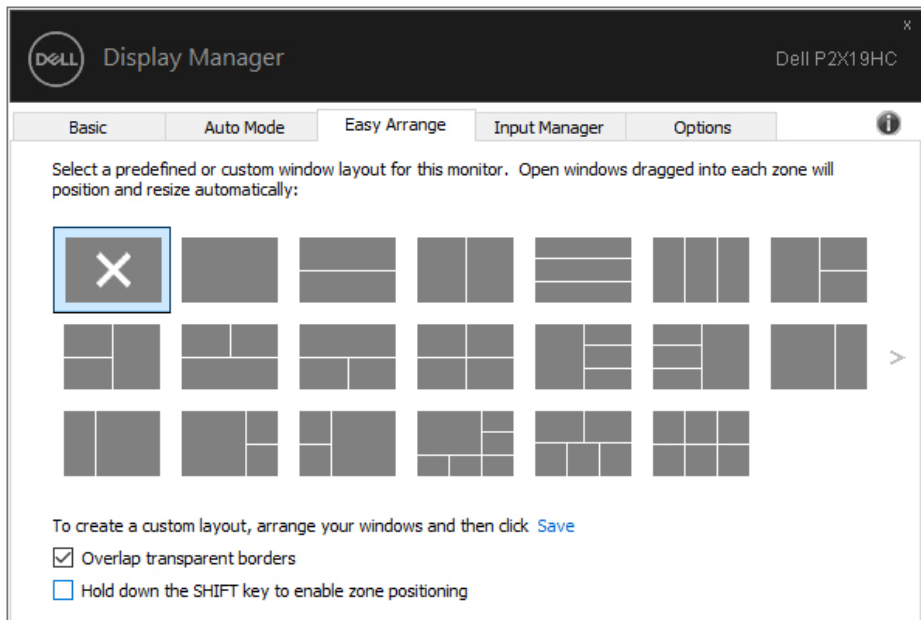 x
DELL
Display Manager
Dell P2X19HC
Basic
Auto Mode
Easy Arrange
Input Manager
Options
Select a predefined or custom window layout for this monitor. Open windows dragged into each zone will
position and resize automatically:
>
To create a custom layout, arrange your windows and then click Save
Overlap transparent borders
Hold down the SHIFT key to enable zone positioning